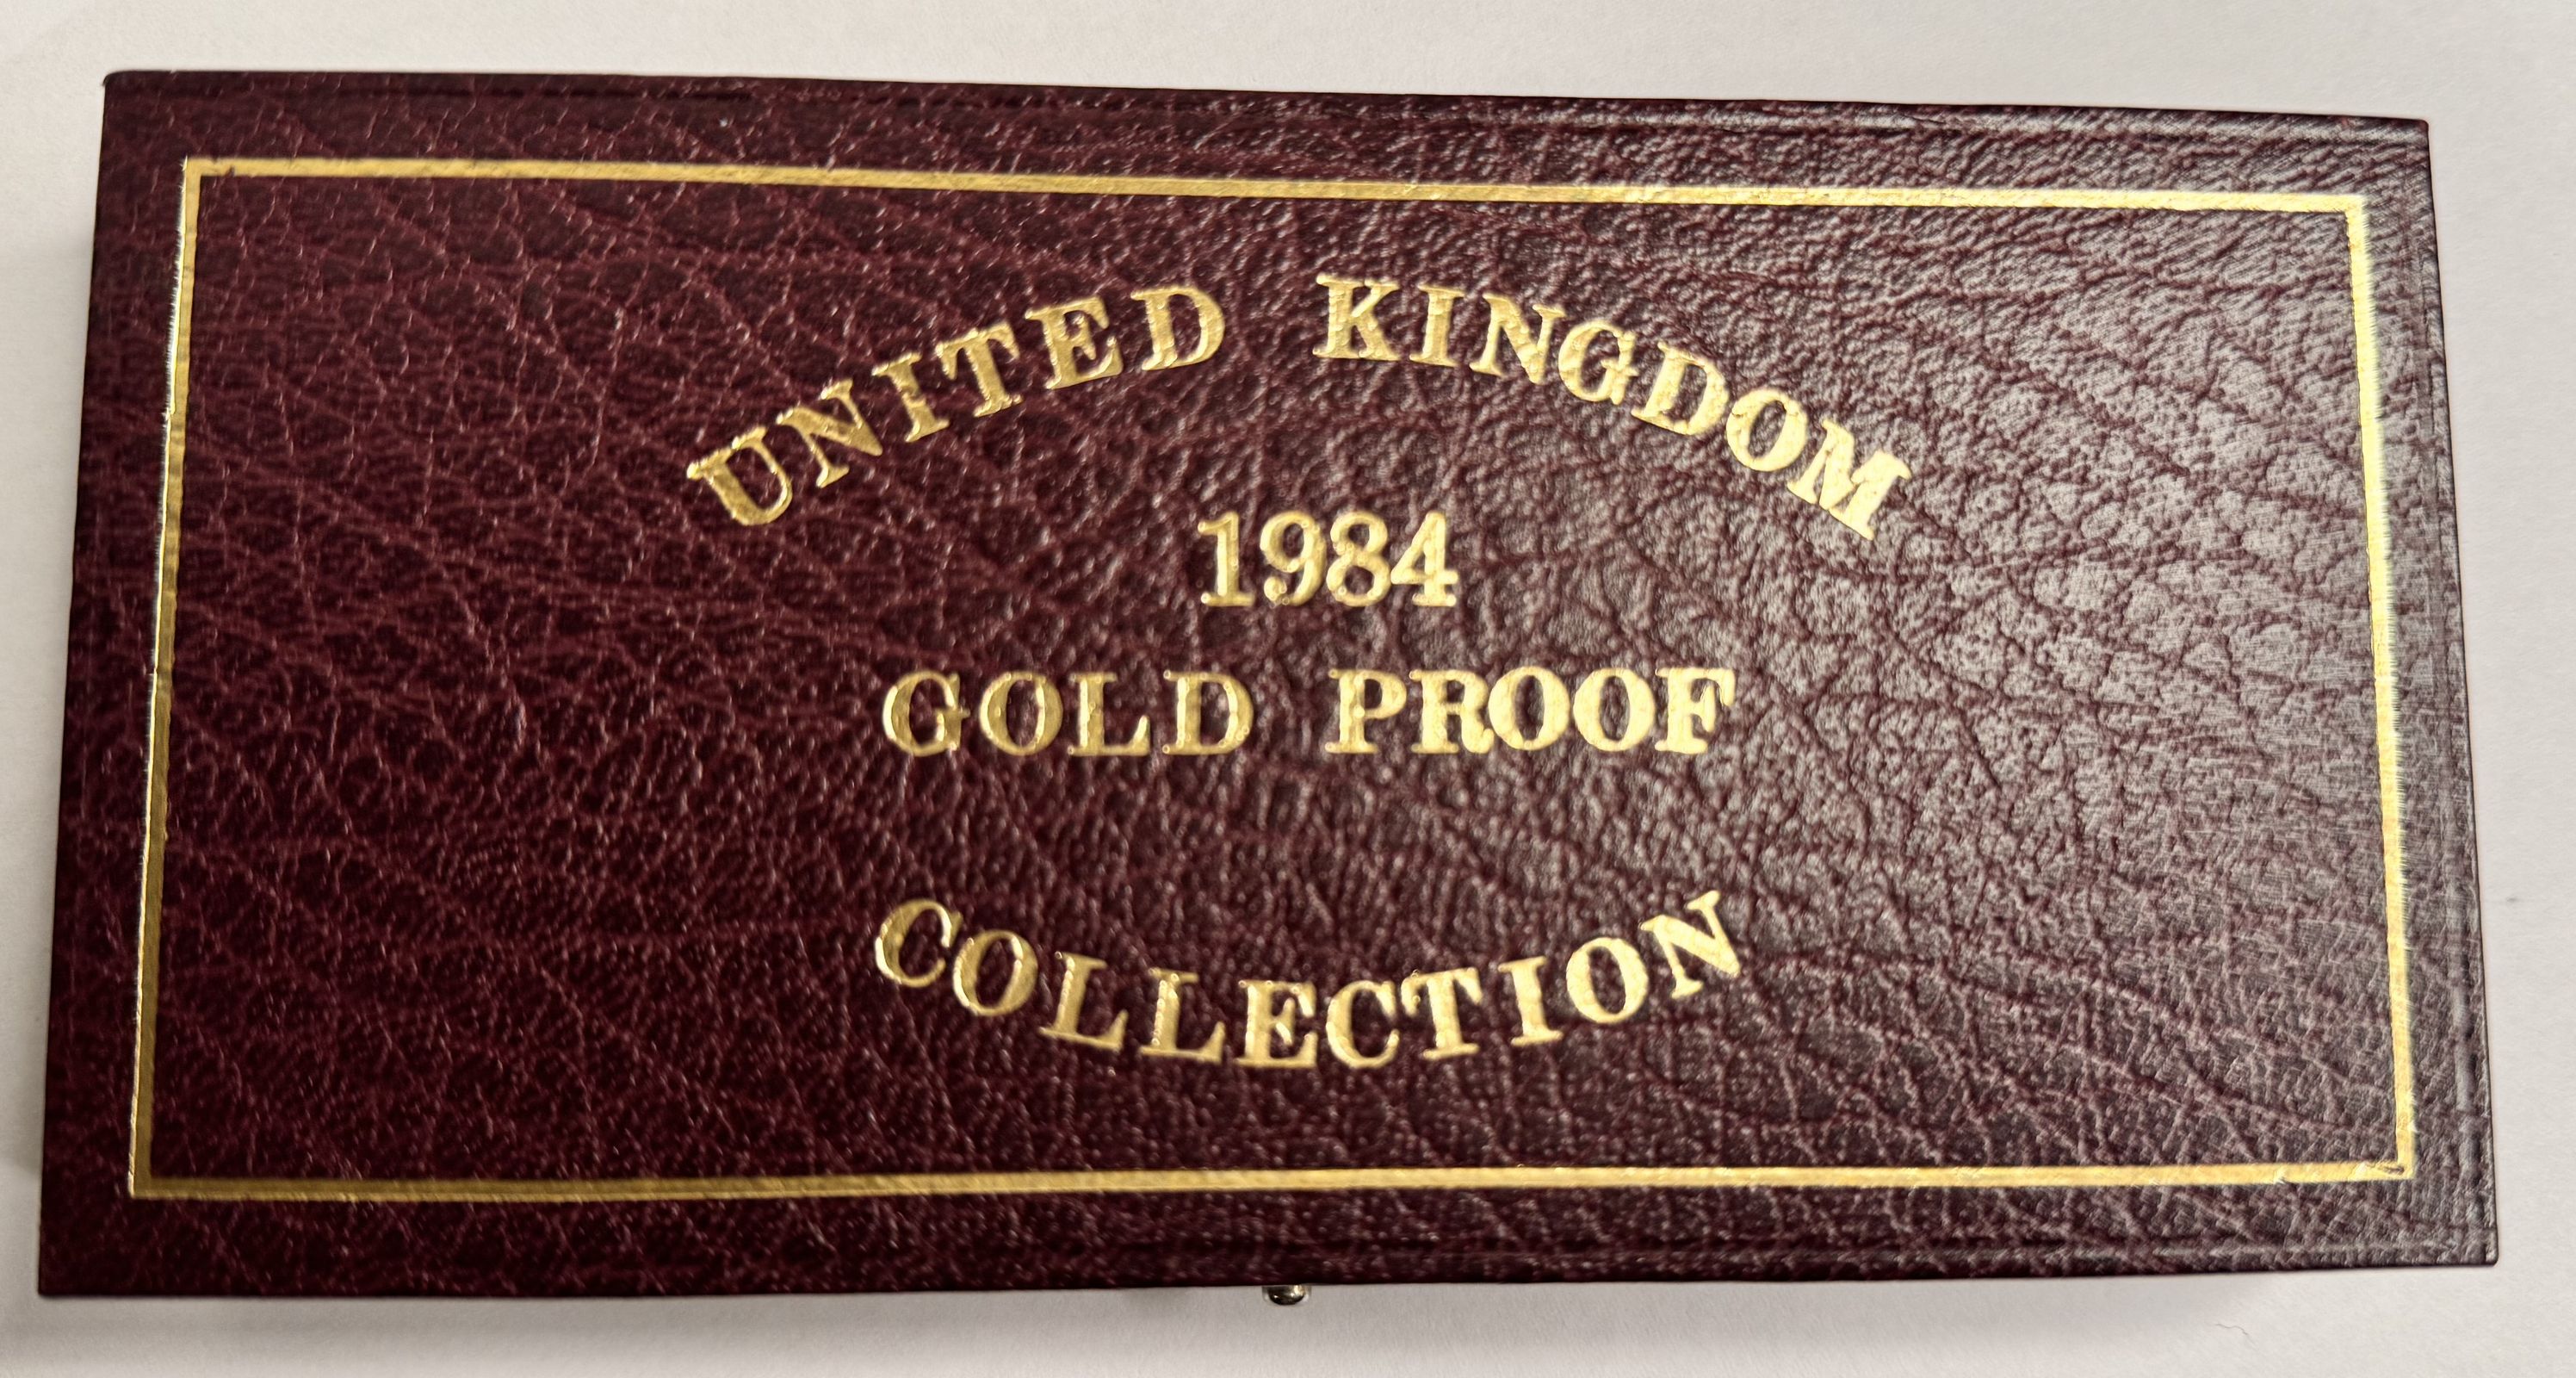 UNITED KINGDOM
1984
GOLD PROOF
COLLECTION